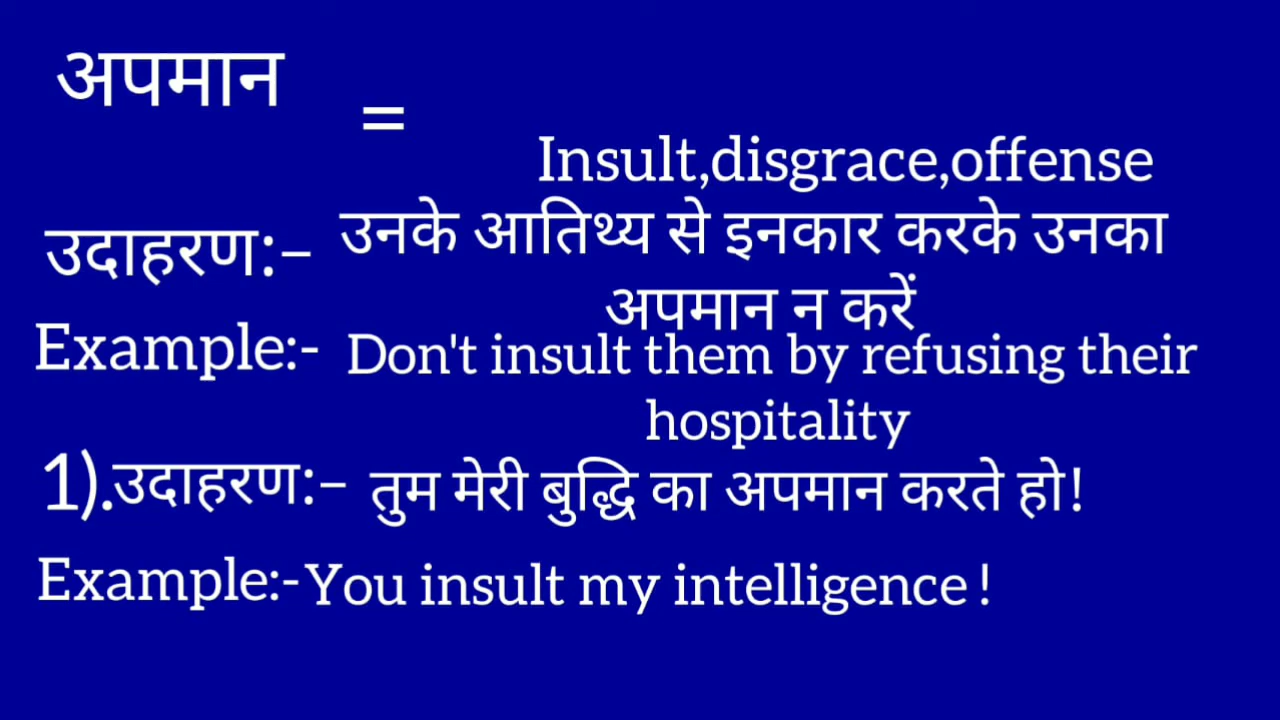 अपमान
=
Insult,disgrace,offense
उदाहरण:–
उनके आतिथ्य से इनकार करके उनका
अपमान न करें
Example:-
Don't insult them by refusing their
hospitality
1).उदाहरण:– तुम मेरी बुद्धि का अपमान करते हो!
Example:-You insult my intelligence !